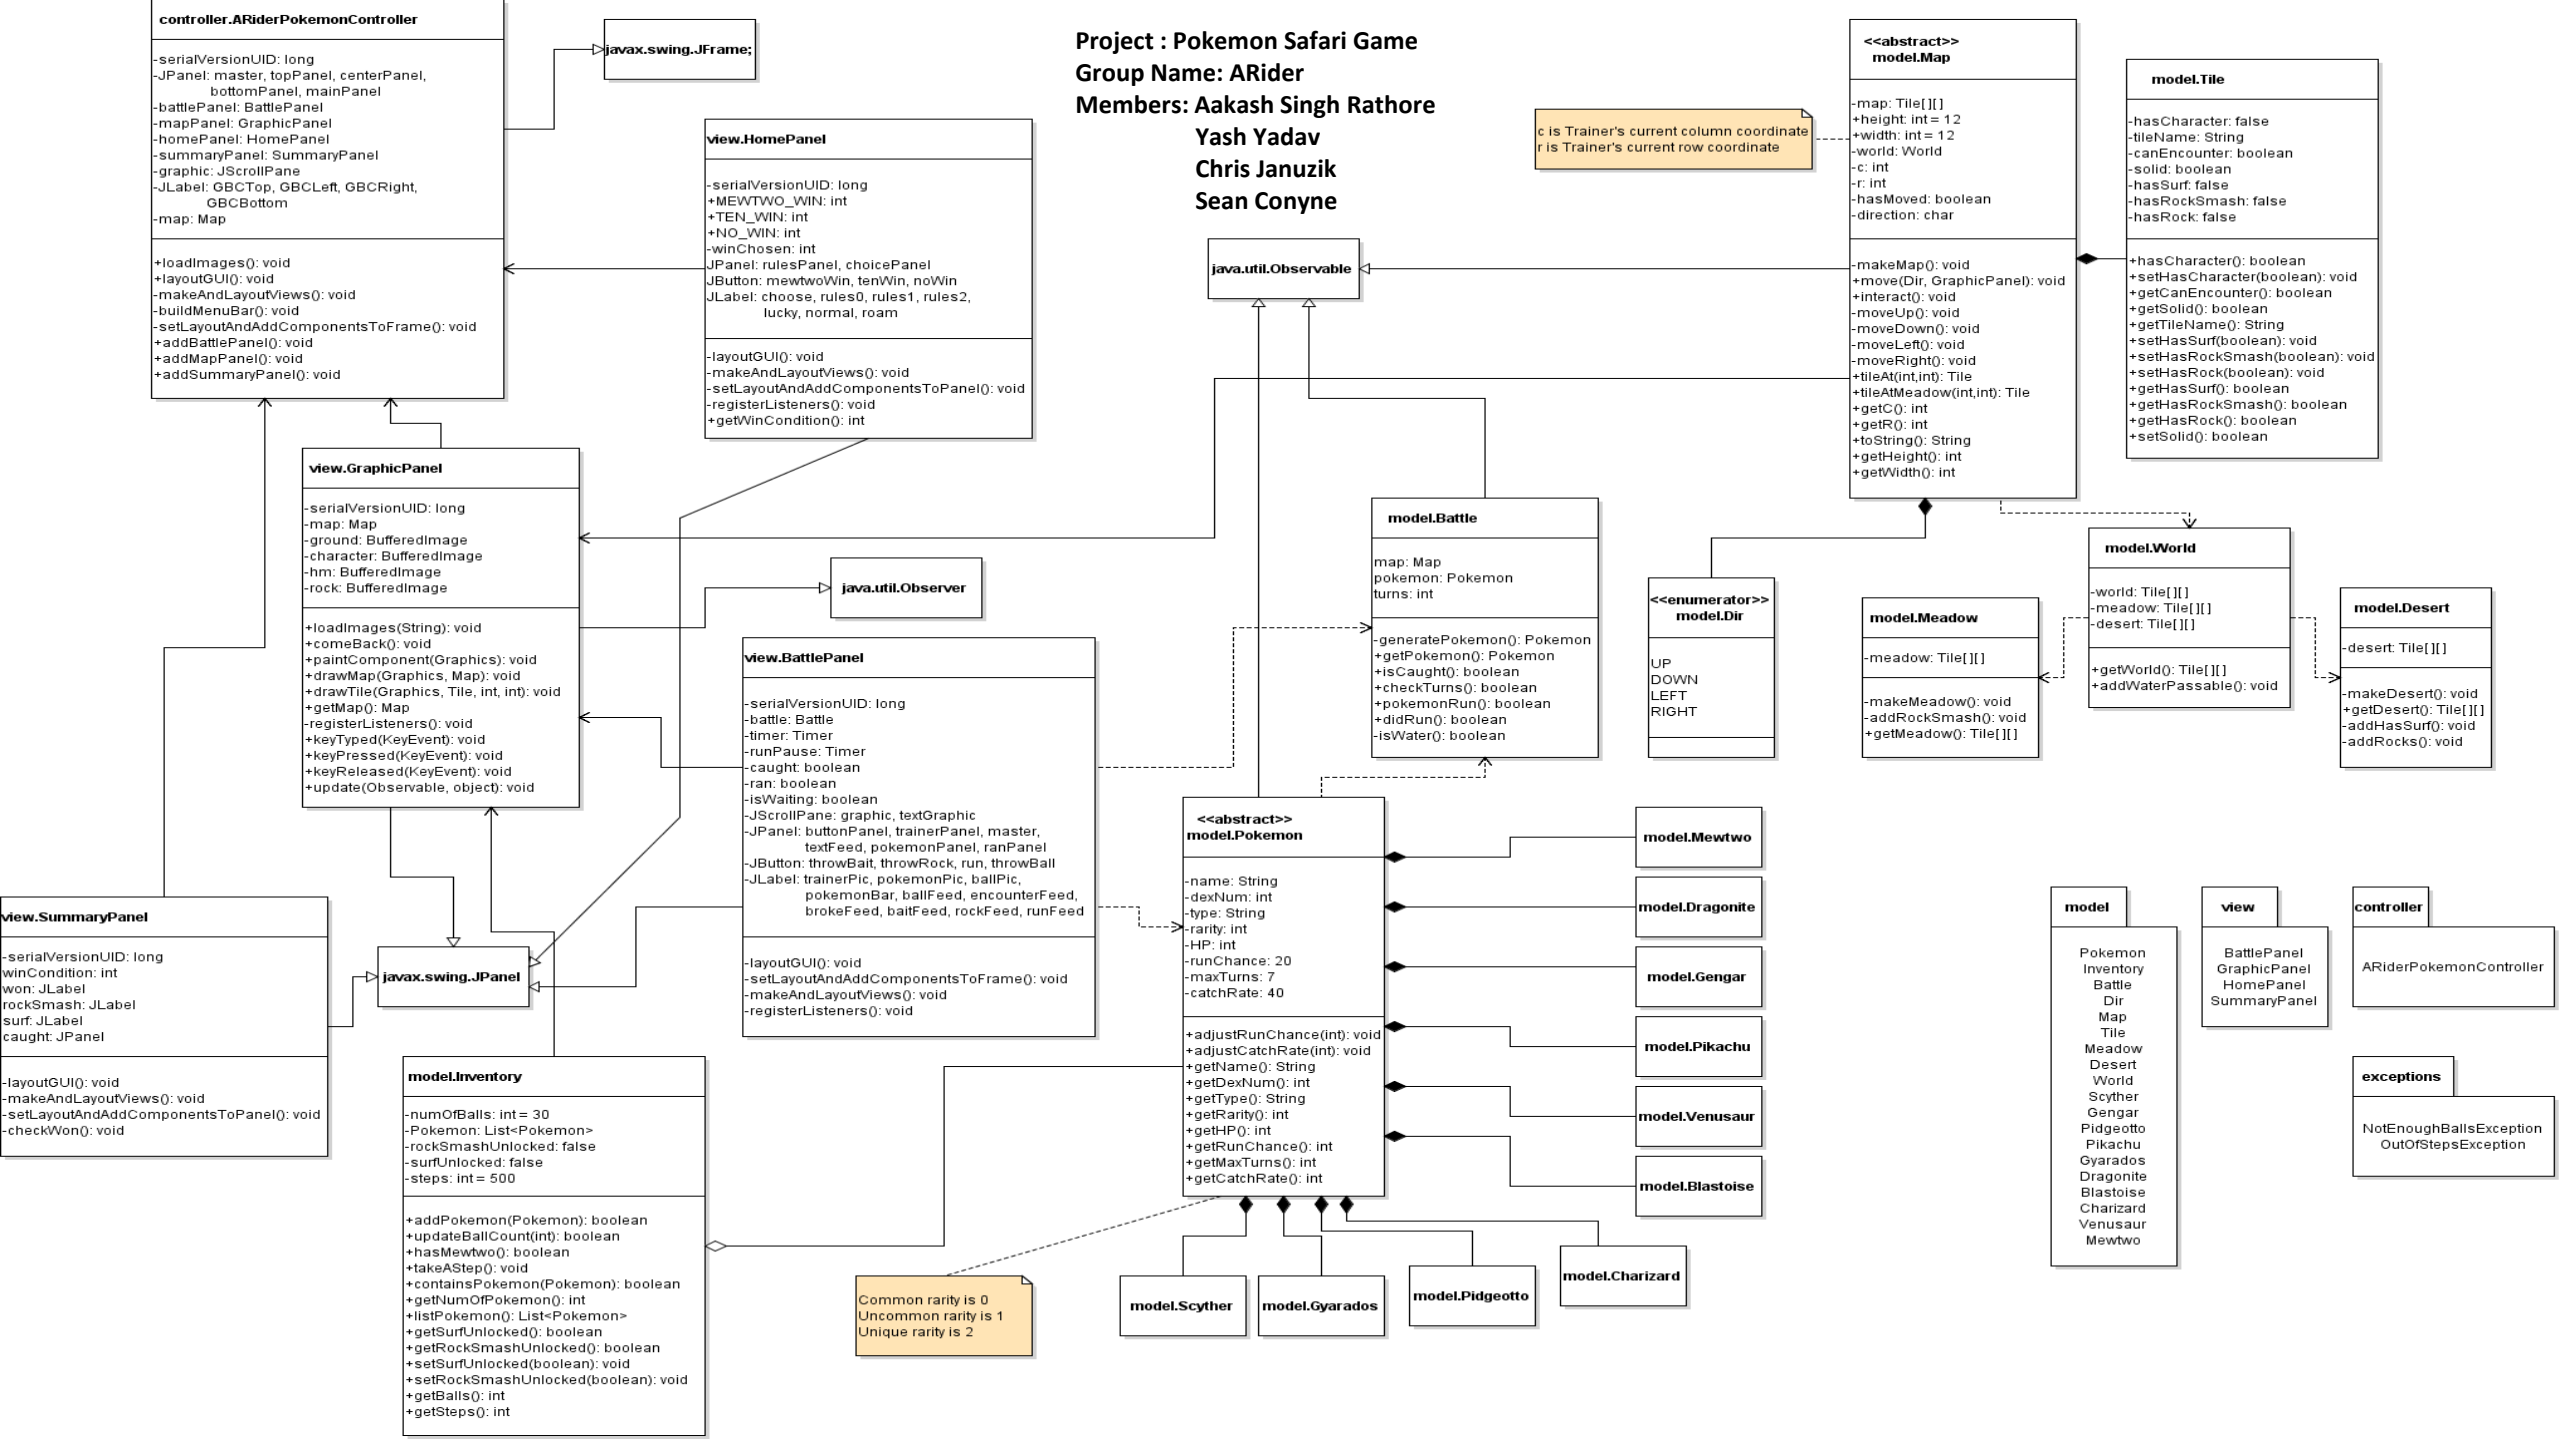 controller.ARiderPokemonController
-serialVersionUID: long
-JPanel: master, topPanel, centerPanel,
bottomPanel, mainPanel
-battlePanel: BattlePanel
-mapPanel: GraphicPanel
-homePanel: HomePanel
-summaryPanel: SummaryPanel
-graphic: JScrollPane
-JLabel: GBCTop, GBCLeft, GBCRight,
GBCBottom
-map: Map
+loadImages(): void
+layoutGUI(): void
-makeAndLayoutViews(): void
-buildMenuBar(): void
-setLayoutAndAddComponentsToFrame(): void
+addBattlePanel(): void
+addMapPanel(): void
+addSummaryPanel(): void
javax.swing.JFrame;
view.HomePanel
-serialVersionUID: long
+MEWTWO_WIN: int
+TEN_WIN: int
+NO_WIN: int
-winChosen: int
JPanel: rulesPanel, choicePanel
JButton: mewtwoWin, tenWin, noWin
JLabel: choose, rules0, rules1, rules2,
lucky, normal, roam
-layoutGUI(): void
-makeAndLayoutViews(): void
-setLayoutAndAddComponentsToPanel(): void
-registerListeners(): void
+getWinCondition(): int
Project : Pokemon Safari Game
Group Name: ARider
Members: Aakash Singh Rathore
Yash Yadav
Chris Januzik
Sean Conyne
c is Trainer's current column coordinate
r is Trainer's current row coordinate
<<abstract>>
model.Map
-map: Tile[][]
+height: int = 12
+width: int = 12
-world: World
-c: int
-r: int
-hasMoved: boolean
-direction: char
-makeMap(): void
+move(Dir, GraphicPanel): void
+interact(): void
-moveUp(): void
-moveDown(): void
-moveLeft(): void
-moveRight(): void
+tileAt(int,int): Tile
+tileAtMeadow(int,int): Tile
+getC(): int
+getR(): int
+toString(): String
+getHeight(): int
+getWidth(): int
model.Tile
-hasCharacter: false
-tileName: String
-canEncounter: boolean
-solid: boolean
-hasSurf: false
-hasRockSmash: false
-hasRock: false
+hasCharacter(): boolean
+setHasCharacter(boolean): void
+getCanEncounter(): boolean
+getSolid(): boolean
+getTileName(): String
+setHasSurf(boolean): void
+setHasRockSmash(boolean): void
+setHasRock(boolean): void
+getHasSurf(): boolean
+getHasRockSmash(): boolean
+getHasRock(): boolean
+setSolid(): boolean
java.util.Observable
view.GraphicPanel
-serialVersionUID: long
-map: Map
-ground: BufferedImage
-character: BufferedImage
-hm: BufferedImage
-rock: BufferedImage
+loadImages(String): void
+comeBack(): void
+paintComponent(Graphics): void
+drawMap(Graphics, Map): void
+drawTile(Graphics, Tile, int, int): void
+getMap(): Map
-registerListeners(): void
+keyTyped(KeyEvent): void
+keyPressed(KeyEvent): void
+keyReleased(KeyEvent): void
+update(Observable, object): void
java.util.Observer
view.BattlePanel
-serialVersionUID: long
-battle: Battle
-timer: Timer
-runPause: Timer
-caught: boolean
-ran: boolean
-isWaiting: boolean
-JScrollPane: graphic, textGraphic
-JPanel: buttonPanel, trainerPanel, master,
textFeed, pokemonPanel, ranPanel
-JButton: throwBait, throwRock, run, throwBall
-JLabel: trainerPic, pokemonPic, ballPic,
pokemonBar, ballFeed, encounterFeed,
brokeFeed, baitFeed, rockFeed, runFeed
-layoutGUI(): void
-setLayoutAndAddComponentsToFrame(): void
-makeAndLayoutViews(): void
-registerListeners(): void
model.Battle
map: Map
pokemon: Pokemon
turns: int
-generatePokemon(): Pokemon
+getPokemon(): Pokemon
+isCaught(): boolean
+checkTurns(): boolean
+pokemonRun(): boolean
+didRun(): boolean
-isWater(): boolean
<<enumerator>>
model.Dir
UP
DOWN
LEFT
RIGHT
model.World
-world: Tile[][]
-meadow: Tile[][]
-desert: Tile[][]
+getWorld(): Tile[][]
+addWaterPassable(): void
model.Meadow
-meadow: Tile[][]
-makeMeadow(): void
-addRockSmash(): void
+getMeadow(): Tile[][]
model.Desert
-desert: Tile[][]
-makeDesert(): void
+getDesert(): Tile[][]
-addHasSurf(): void
-addRocks(): void
view.SummaryPanel
-serialVersionUID: long
winCondition: int
won: JLabel
rockSmash: JLabel
surf: JLabel
caught: JPanel
-layoutGUI(): void
-makeAndLayoutViews(): void
-setLayoutAndAddComponentsToPanel(): void
-checkWon(): void
javax.swing.JPanel
model.Inventory
-numOfBalls: int = 30
-Pokemon: List<Pokemon>
-rockSmashUnlocked: false
-surfUnlocked: false
-steps: int = 500
+addPokemon(Pokemon): boolean
+updateBallCount(int): boolean
+hasMewtwo(): boolean
+takeAStep(): void
+containsPokemon(Pokemon): boolean
+getNumOfPokemon(): int
+listPokemon(): List<Pokemon>
+getSurfUnlocked(): boolean
+getRockSmashUnlocked(): boolean
+setSurfUnlocked(boolean): void
+setRockSmashUnlocked(boolean): void
+getBalls(): int
+getSteps(): int
<<abstract>>
model.Pokemon
-name: String
-dexNum: int
-type: String
-rarity: int
-HP: int
-runChance: 20
-maxTurns: 7
-catchRate: 40
+adjustRunChance(int): void
+adjustCatchRate(int): void
+getName(): String
+getDexNum(): int
+getType(): String
+getRarity(): int
+getHP(): int
+getRunChance(): int
+getMaxTurns(): int
+getCatchRate(): int
model.Mewtwo
model.Dragonite
model.Gengar
model.Pikachu
model.Venusaur
model.Blastoise
model.Charizard
model.Pidgeotto
model.Gyarados
model.Scyther
Common rarity is 0
Uncommon rarity is 1
Unique rarity is 2
model
Pokemon
Inventory
Battle
Dir
Map
Tile
Meadow
Desert
World
Scyther
Gengar
Pidgeotto
Pikachu
Gyarados
Dragonite
Blastoise
Charizard
Venusaur
Mewtwo
view
BattlePanel
GraphicPanel
HomePanel
SummaryPanel
controller
ARiderPokemonController
exceptions
NotEnoughBallsException
OutOfStepsException